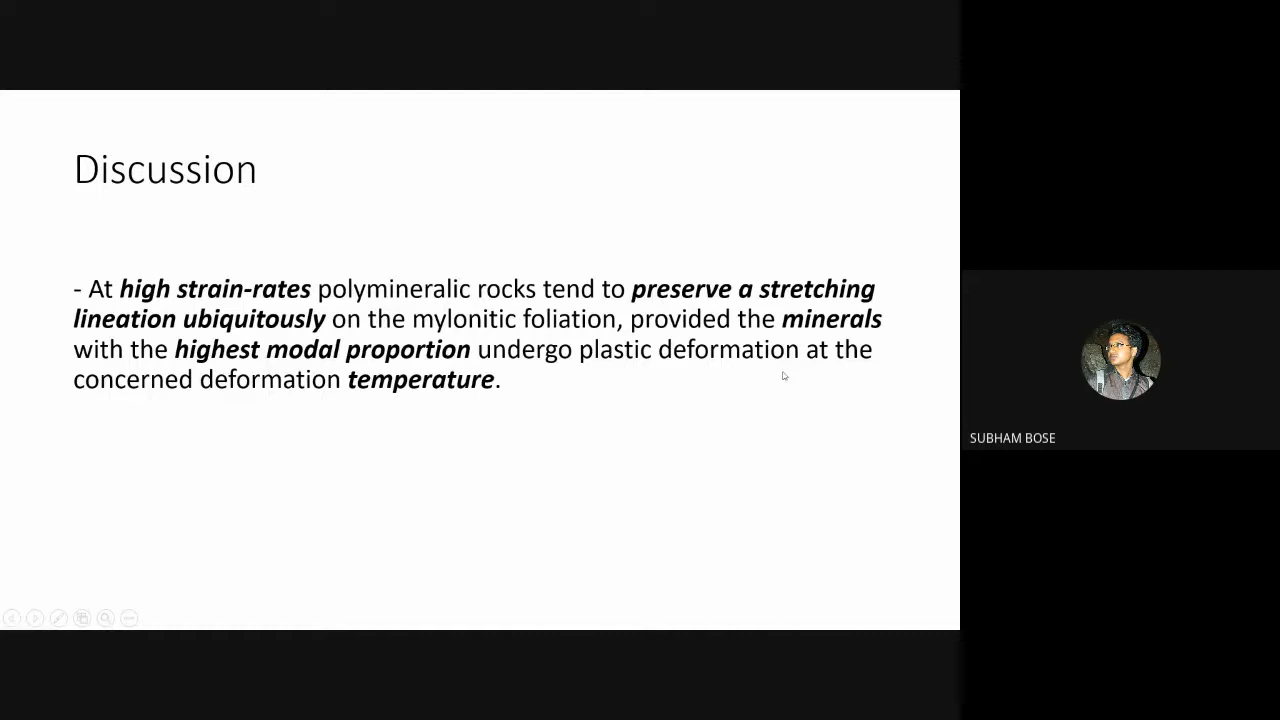 Discussion
- At high strain-rates polymineralic rocks tend to preserve a stretching
lineation ubiquitously on the mylonitic foliation, provided the minerals
with the highest modal proportion undergo plastic deformation at the
concerned deformation temperature.
SUBHAM BOSE